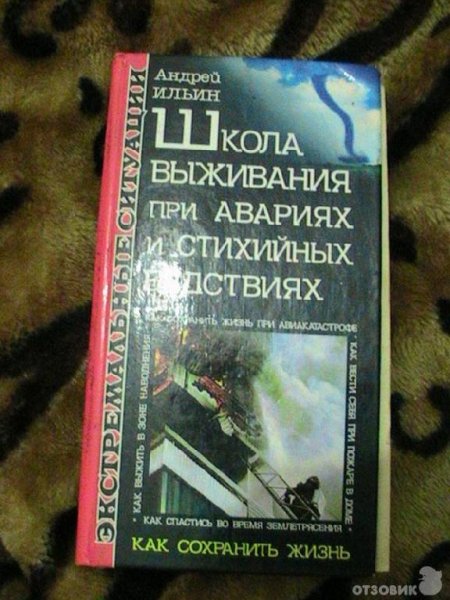 Андрей
Ильин
Школа
выживания
при авариях
и стихийных
бедствиях
Экстремальные ситуации
сохранить жизнь при авиакатастрофе
* Как вести себя при пожаре в доме *
* Как спастись во время землетрясения
Как выжить в зоне наводнения
Как сохранить жизнь
ОТЗОВИК